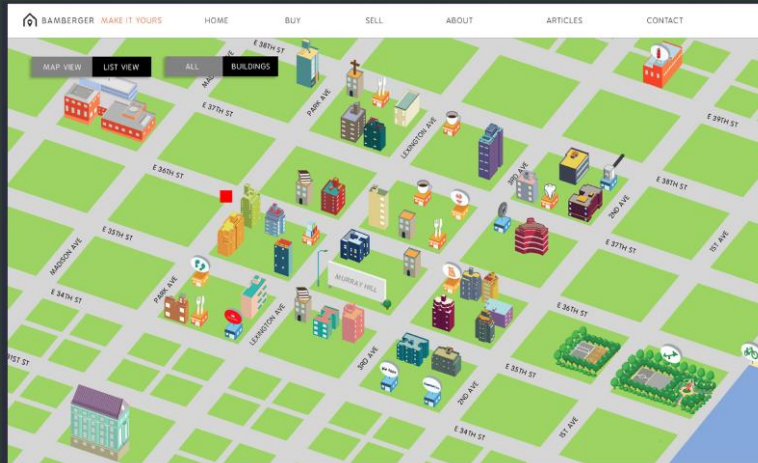 BAMBERGER MAKE IT YOURS
HOME
BUY
SELL
ABOUT
ARTICLES
CONTACT
MAP VIEW
LIST VIEW
ALL
BUILDINGS
E 38TH ST
E 37TH ST
PARK AVE
LEXINGTON AVE
E 39TH ST
E 36TH ST
3RD AVE
E 38TH ST
2ND AVE
1ST AVE
E 35TH ST
MADISON AVE
E 37TH ST
PARK AVE
MURRAY HILL
E 34TH ST
LEXINGTON AVE
E 36TH ST
3RD AVE
E 35TH ST
2ND AVE
1ST AVE
E 34TH ST